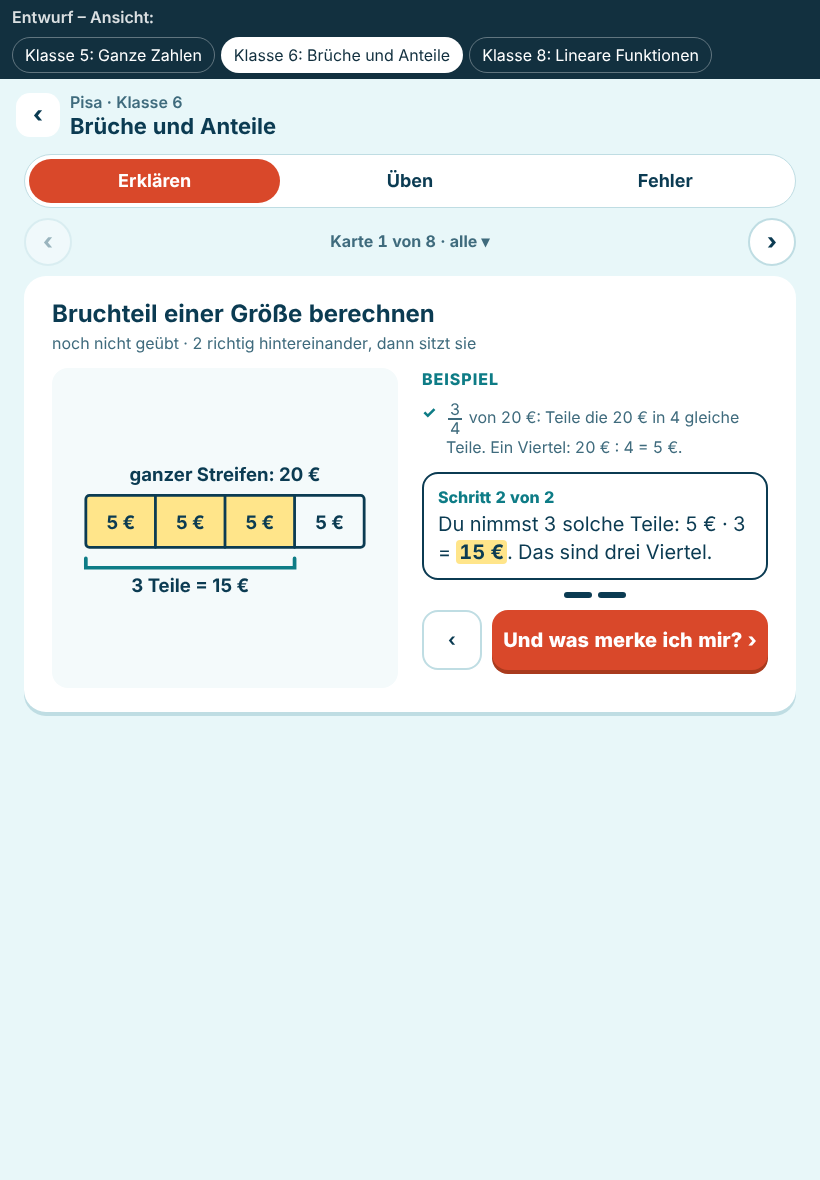 Entwurf – Ansicht:
Klasse 5: Ganze Zahlen
Klasse 6: Brüche und Anteile
Klasse 8: Lineare Funktionen
‹
Pisa · Klasse 6
Brüche und Anteile
Erklären
Üben
Fehler
‹
Karte 1 von 8 · alle ▾
›
Bruchteil einer Größe berechnen
noch nicht geübt · 2 richtig hintereinander, dann sitzt sie
ganzer Streifen: 20 €
5 € 5 € 5 € 5 €
3 Teile = 15 €
BEISPIEL
✓ 3/4 von 20 €: Teile die 20 € in 4 gleiche
Teile. Ein Viertel: 20 € : 4 = 5 €.
Schritt 2 von 2
Du nimmst 3 solche Teile: 5 € · 3
= 15 €. Das sind drei Viertel.
‹
Und was merke ich mir? ›